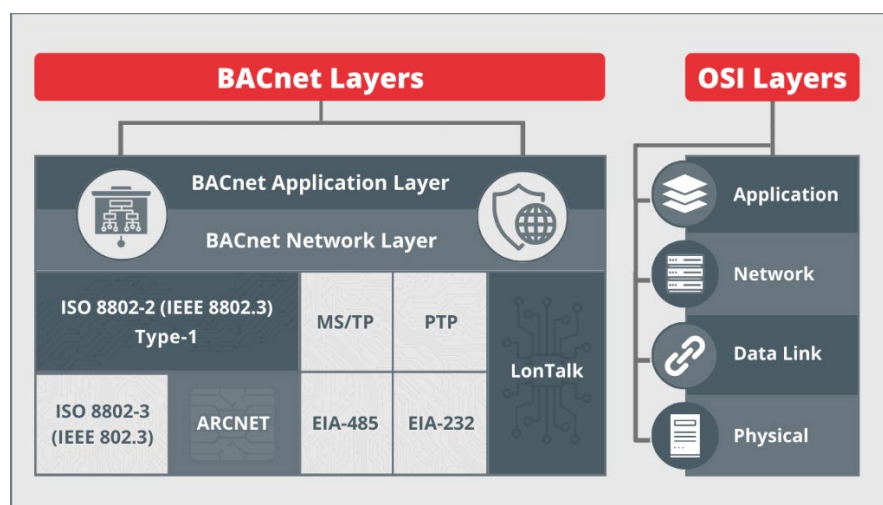 BACnet Layers
OSI Layers
BACnet Application Layer
BACnet Network Layer
ISO 8802-2 (IEEE 8802.3)
Type-1
MS/TP
PTP
LonTalk
ISO 8802-3
(IEEE 802.3)
ARCNET
EIA-485
EIA-232
Application
Network
Data Link
Physical